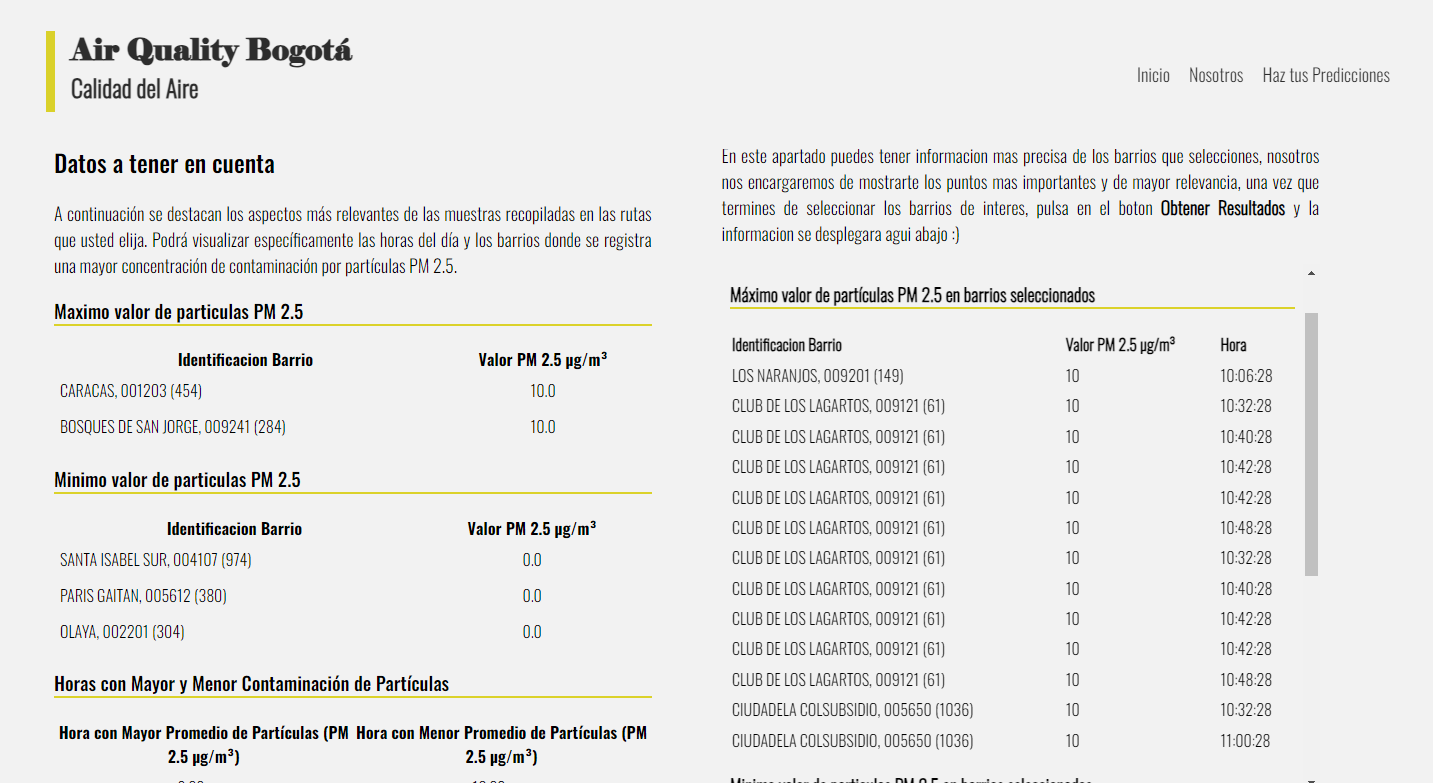 Air Quality Bogotá
Calidad del Aire
Inicio Nosotros Haz tus Predicciones
Datos a tener en cuenta
A continuación se destacan los aspectos más relevantes de las muestras recopiladas en las rutas
que usted elija. Podrá visualizar específicamente las horas del día y los barrios donde se registra
una mayor concentración de contaminación por partículas PM 2.5.
Maximo valor de particulas PM 2.5
Identificacion Barrio Valor PM 2.5 µg/m³
CARACAS, 001203 (454) 10.0
BOSQUES DE SAN JORGE, 009241 (284) 10.0
Minimo valor de particulas PM 2.5
Identificacion Barrio Valor PM 2.5 µg/m³
SANTA ISABEL SUR, 004107 (974) 0.0
PARIS GAITAN, 005612 (380) 0.0
OLAYA, 002201 (304) 0.0
Horas con Mayor y Menor Contaminación de Partículas
Hora con Mayor Promedio de Partículas (PM Hora con Menor Promedio de Partículas (PM
2.5 µg/m³) 2.5 µg/m³)
En este apartado puedes tener informacion mas precisa de los barrios que selecciones, nosotros
nos encargaremos de mostrarte los puntos mas importantes y de mayor relevancia, una vez que
termines de seleccionar los barrios de interes, pulsa en el boton Obtener Resultados y la
informacion se desplegara agui abajo :)
Máximo valor de partículas PM 2.5 en barrios seleccionados
Identificacion Barrio Valor PM 2.5 µg/m³ Hora
LOS NARANJOS, 009201 (149) 10 10:06:28
CLUB DE LOS LAGARTOS, 009121 (61) 10 10:32:28
CLUB DE LOS LAGARTOS, 009121 (61) 10 10:40:28
CLUB DE LOS LAGARTOS, 009121 (61) 10 10:42:28
CLUB DE LOS LAGARTOS, 009121 (61) 10 10:42:28
CLUB DE LOS LAGARTOS, 009121 (61) 10 10:48:28
CLUB DE LOS LAGARTOS, 009121 (61) 10 10:32:28
CLUB DE LOS LAGARTOS, 009121 (61) 10 10:40:28
CLUB DE LOS LAGARTOS, 009121 (61) 10 10:42:28
CLUB DE LOS LAGARTOS, 009121 (61) 10 10:42:28
CLUB DE LOS LAGARTOS, 009121 (61) 10 10:48:28
CIUDADELA COLSUBSIDIO, 005650 (1036) 10 10:32:28
CIUDADELA COLSUBSIDIO, 005650 (1036) 10 11:00:28